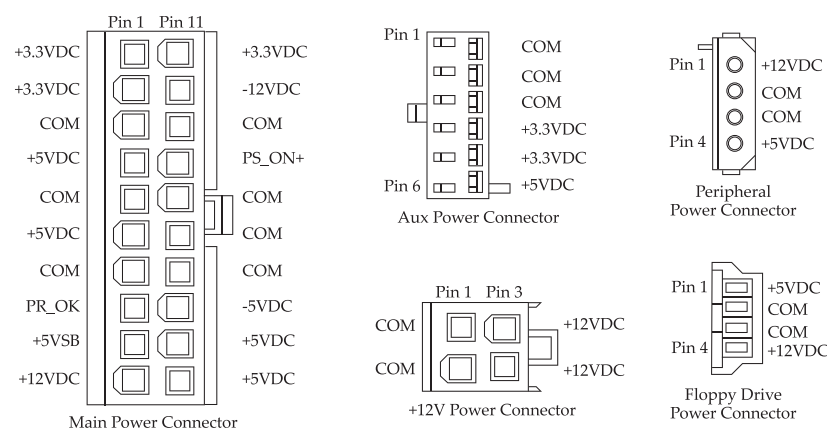 Pin 1 Pin 11
+3.3VDC +3.3VDC
+3.3VDC -12VDC
COM COM
+5VDC PS_ON+
COM COM
+5VDC COM
COM COM
PR_OK -5VDC
+5VSB +5VDC
+12VDC +5VDC
Main Power Connector
Pin 1 COM
COM
COM
+3.3VDC
+3.3VDC
Pin 6 +5VDC
Aux Power Connector
Pin 1 +12VDC
COM
COM
Pin 4 +5VDC
Peripheral
Power Connector
Pin 1 Pin 3
COM +12VDC
COM +12VDC
+12V Power Connector
Pin 1 +5VDC
COM
COM
Pin 4 +12VDC
Floppy Drive
Power Connector